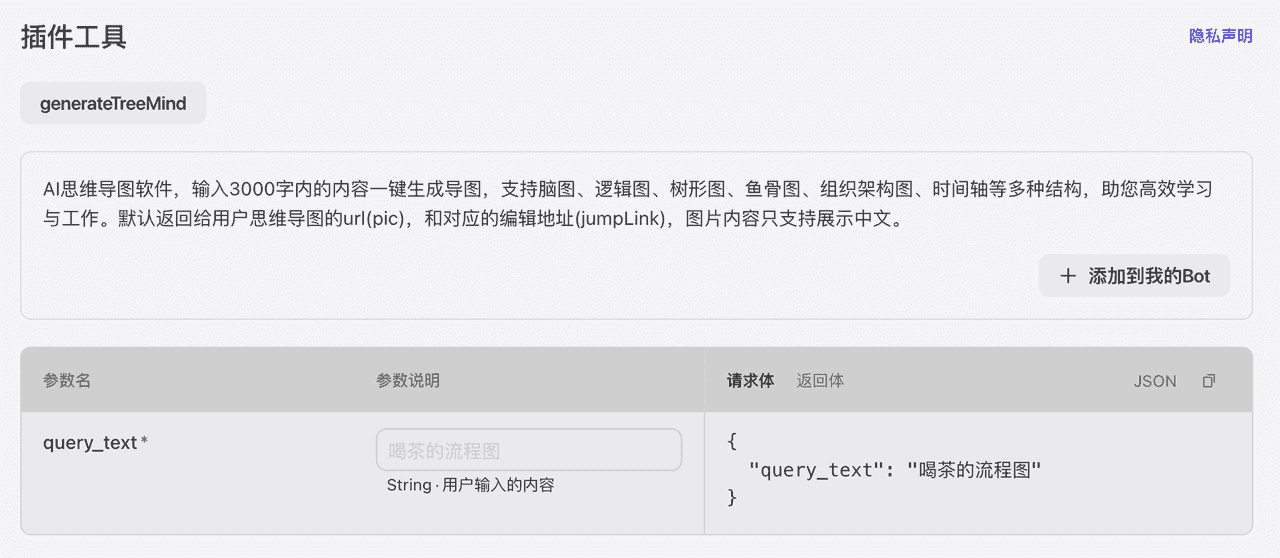 插件工具
隐私声明
generateTreeMind
AI思维导图软件，输入3000字内的内容一键生成导图，支持脑图、逻辑图、树形图、鱼骨图、组织架构图、时间轴等多种结构，助您高效学习
与工作。默认返回给用户思维导图的url(pic)，和对应的编辑地址(jumpLink)，图片内容只支持展示中文。
添加到我的Bot
参数名
参数说明
请求体
返回体
JSON
query_text*
喝茶的流程图
String · 用户输入的内容
{
"query_text": "喝茶的流程图"
}